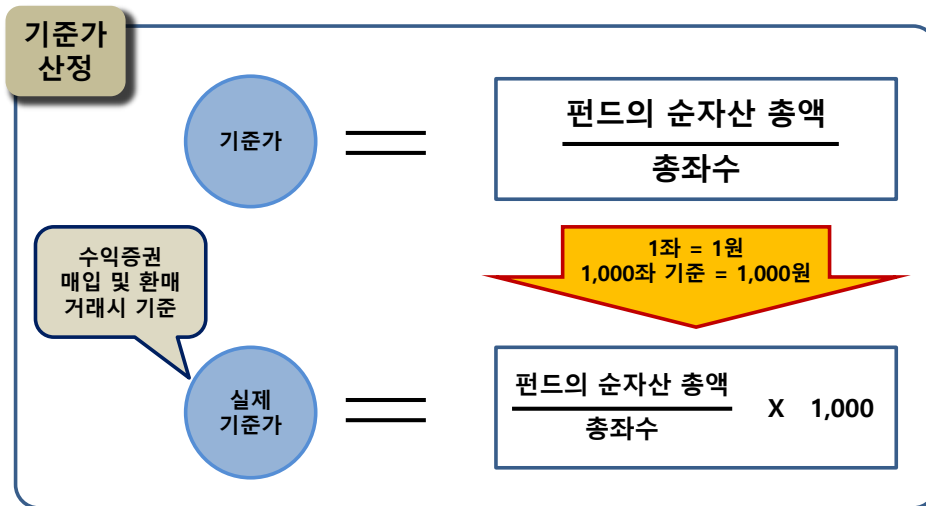 기준가
산정
기준가
펀드의 순자산 총액
총좌수
수익증권
매입 및 환매
거래시 기준
1좌 = 1원
1,000좌 기준 = 1,000원
실제
기준가
펀드의 순자산 총액
총좌수
X 1,000